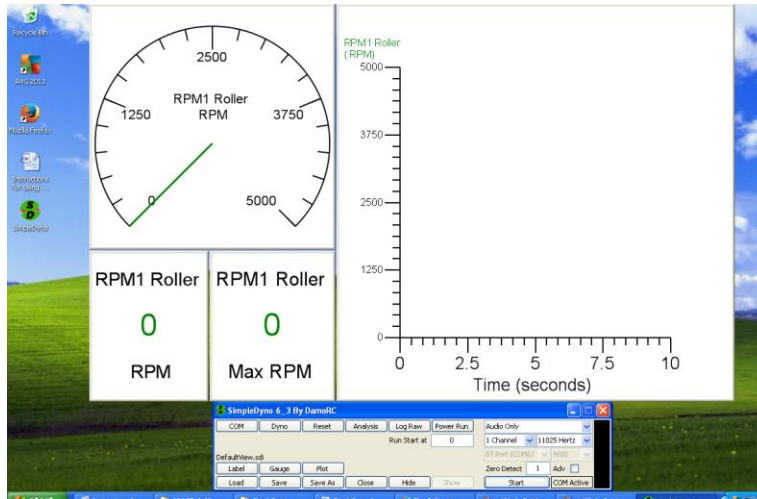 Recycle Bin
AVG 2013
Mozilla Firefox
Instructions
for using ...
SimpleDyno
2500
1250
RPM1 Roller
RPM
3750
0
5000
RPM1 Roller
0
RPM
RPM1 Roller
0
Max RPM
RPM1 Roller
(RPM)
5000
3750
2500
1250
0
0 2.5 5 7.5 10
Time (seconds)
SimpleDyno 6_3 By DamoRC
COM Dyno Reset Analysis Log Raw Power Run Audio Only
Run Start at 0 1 Channel 11025 Hertz
BT Port (COM6) 9600
DefaultView.sdi
Label Gauge Plot Zero Detect 1 Adv
Load Save Save As Close Hide Show Start COM Active
start